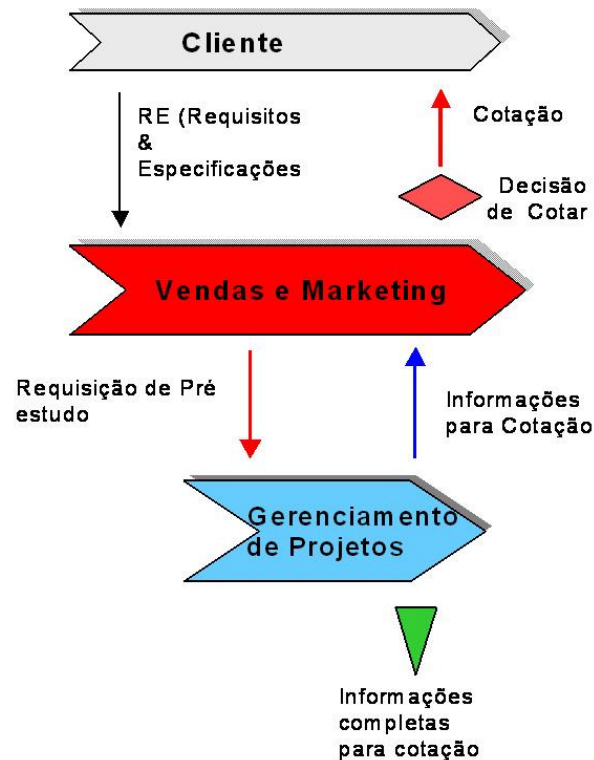 Cliente
RE (Requisitos
&
Especificações
Cotação
Decisão
de Cotar
Vendas e Marketing
Requisição de Pré
estudo
Informações
para Cotação
Gerenciamento
de Projetos
Informações
completas
para cotação